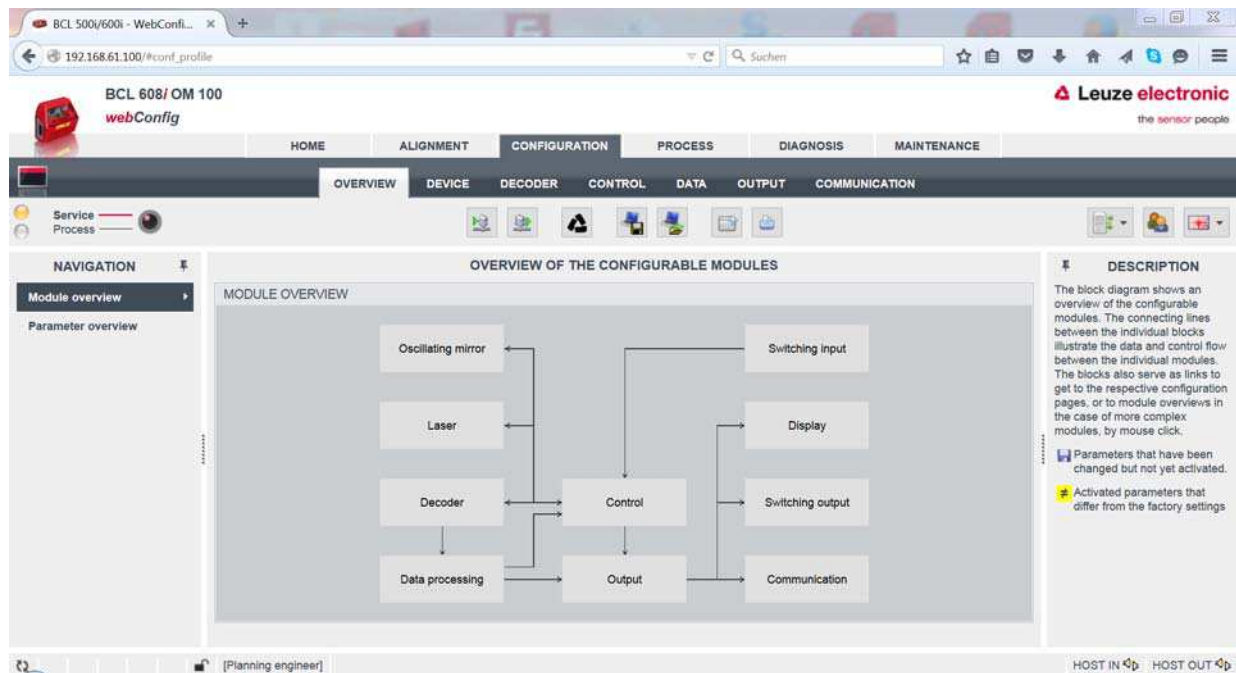 BCL 500i/600i - WebConfi...
192.168.61.100/#conf_profile
Suchen
BCL 608i OM 100
webConfig
Leuze electronic
the sensor people
HOME ALIGNMENT CONFIGURATION PROCESS DIAGNOSIS MAINTENANCE
OVERVIEW DEVICE DECODER CONTROL DATA OUTPUT COMMUNICATION
Service
Process
NAVIGATION
Module overview
Parameter overview
OVERVIEW OF THE CONFIGURABLE MODULES
MODULE OVERVIEW
Oscillating mirror
Switching input
Laser
Display
Decoder
Control
Switching output
Data processing
Output
Communication
DESCRIPTION
The block diagram shows an
overview of the configurable
modules. The connecting lines
between the individual blocks
illustrate the data and control flow
between the individual modules.
The blocks also serve as links to
get to the respective configuration
pages, or to module overviews in
the case of more complex
modules, by mouse click.
Parameters that have been
changed but not yet activated.
≠ Activated parameters that
differ from the factory settings
[Planning engineer]
HOST IN HOST OUT